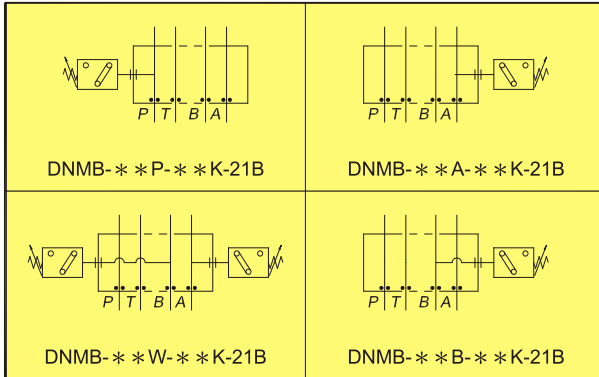 P T B A
DNMB-＊＊P-＊＊K-21B
P T B A
DNMB-＊＊A-＊＊K-21B
P T B A
DNMB-＊＊W-＊＊K-21B
P T B A
DNMB-＊＊B-＊＊K-21B